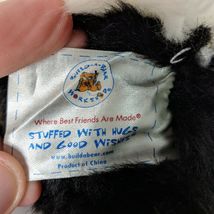 BUILD-A-BEAR
WORKSHOP
Where Best Friends Are Made®
STUFFED WITH HUGS
AND GOOD WISHES
www.buildabear.com
Product of China